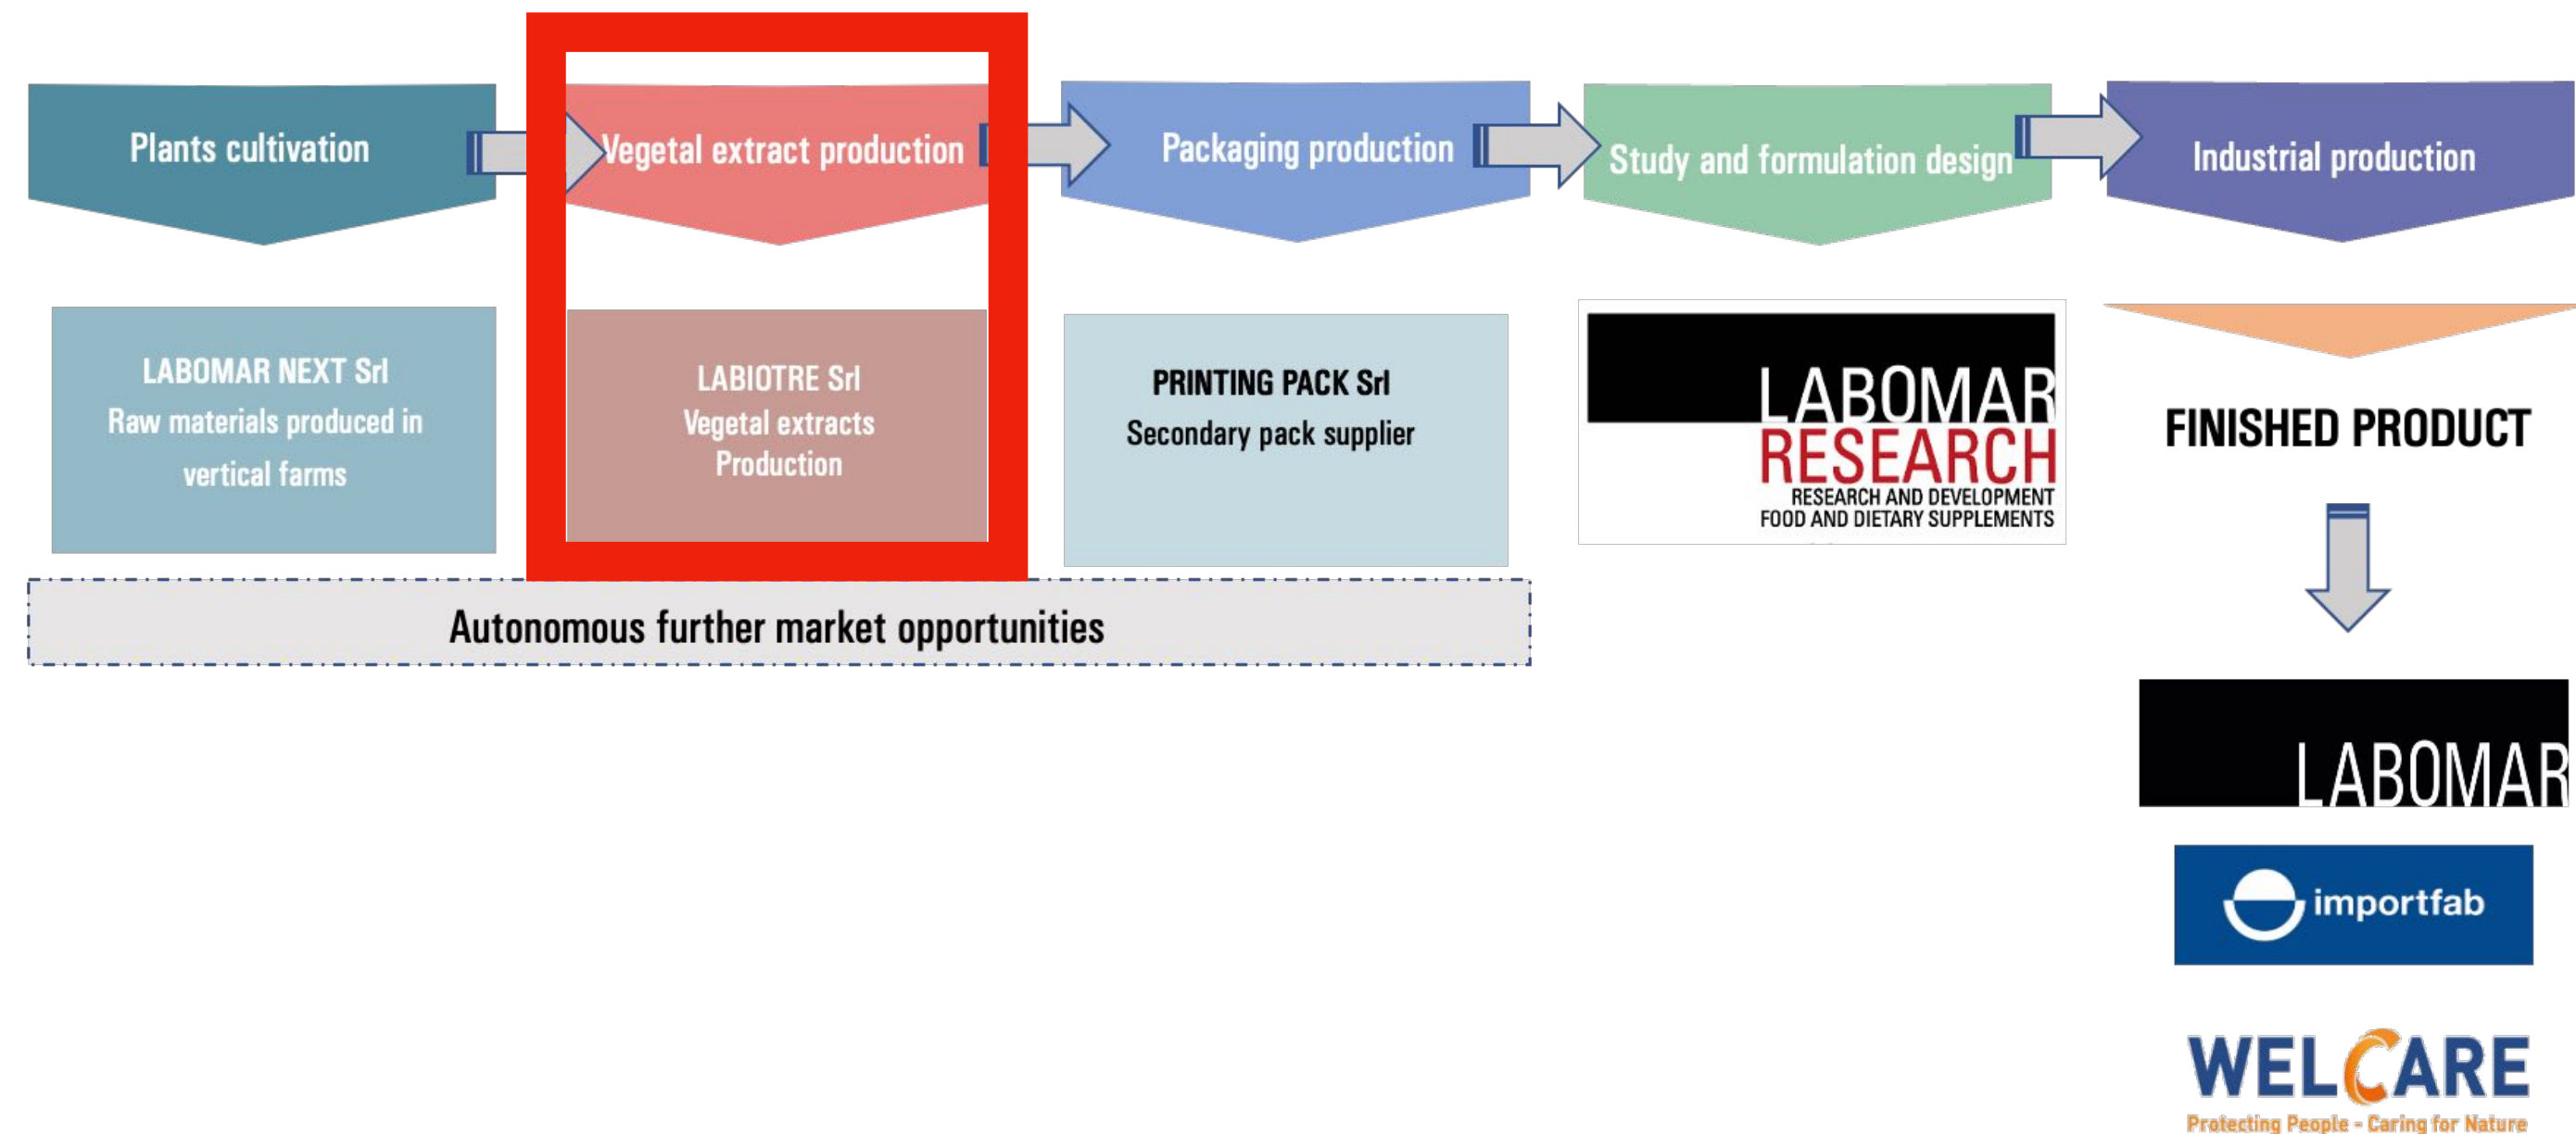 Plants cultivation
Vegetal extract production
Packaging production
Study and formulation design
Industrial production
LABOMAR NEXT Srl
Raw materials produced in
vertical farms
LABIOTRE Srl
Vegetal extracts
Production
PRINTING PACK Srl
Secondary pack supplier
LABOMAR
RESEARCH
RESEARCH AND DEVELOPMENT
FOOD AND DIETARY SUPPLEMENTS
FINISHED PRODUCT
Autonomous further market opportunities
LABOMAR
importfab
WELCARE
Protecting People - Caring for Nature